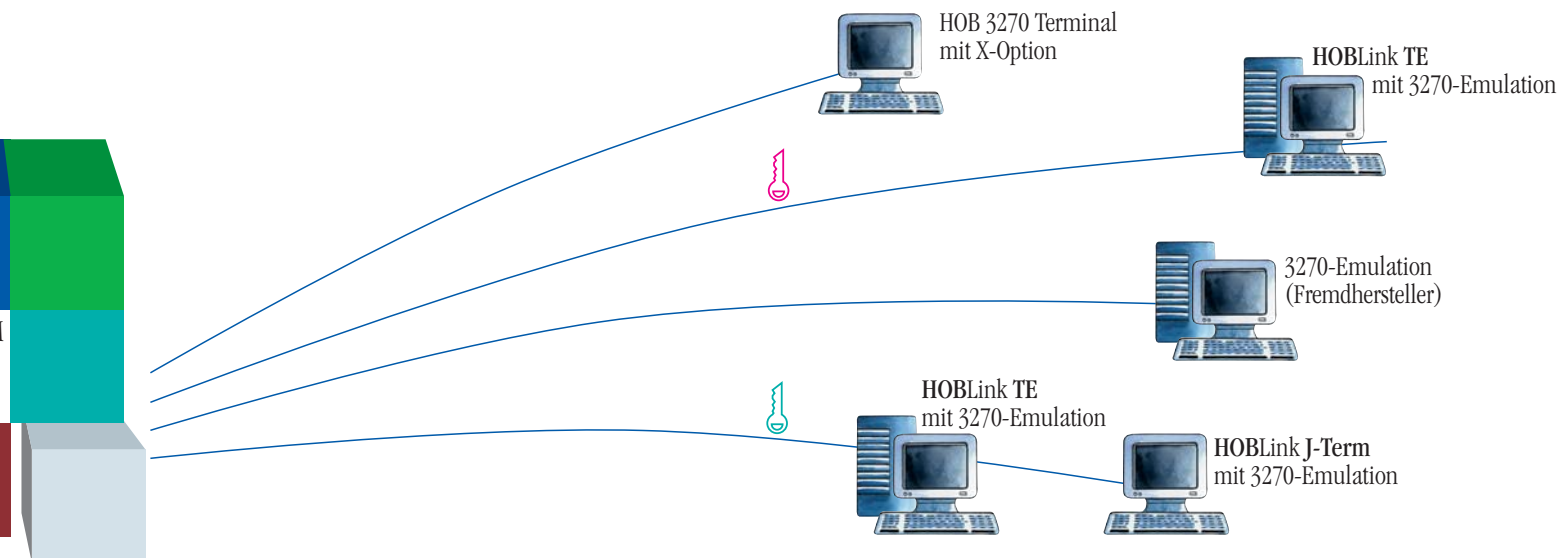 HOB 3270 Terminal
mit X-Option
HOBLink TE
mit 3270-Emulation
3270-Emulation
(Fremdhersteller)
HOBLink TE
mit 3270-Emulation
HOBLink J-Term
mit 3270-Emulation